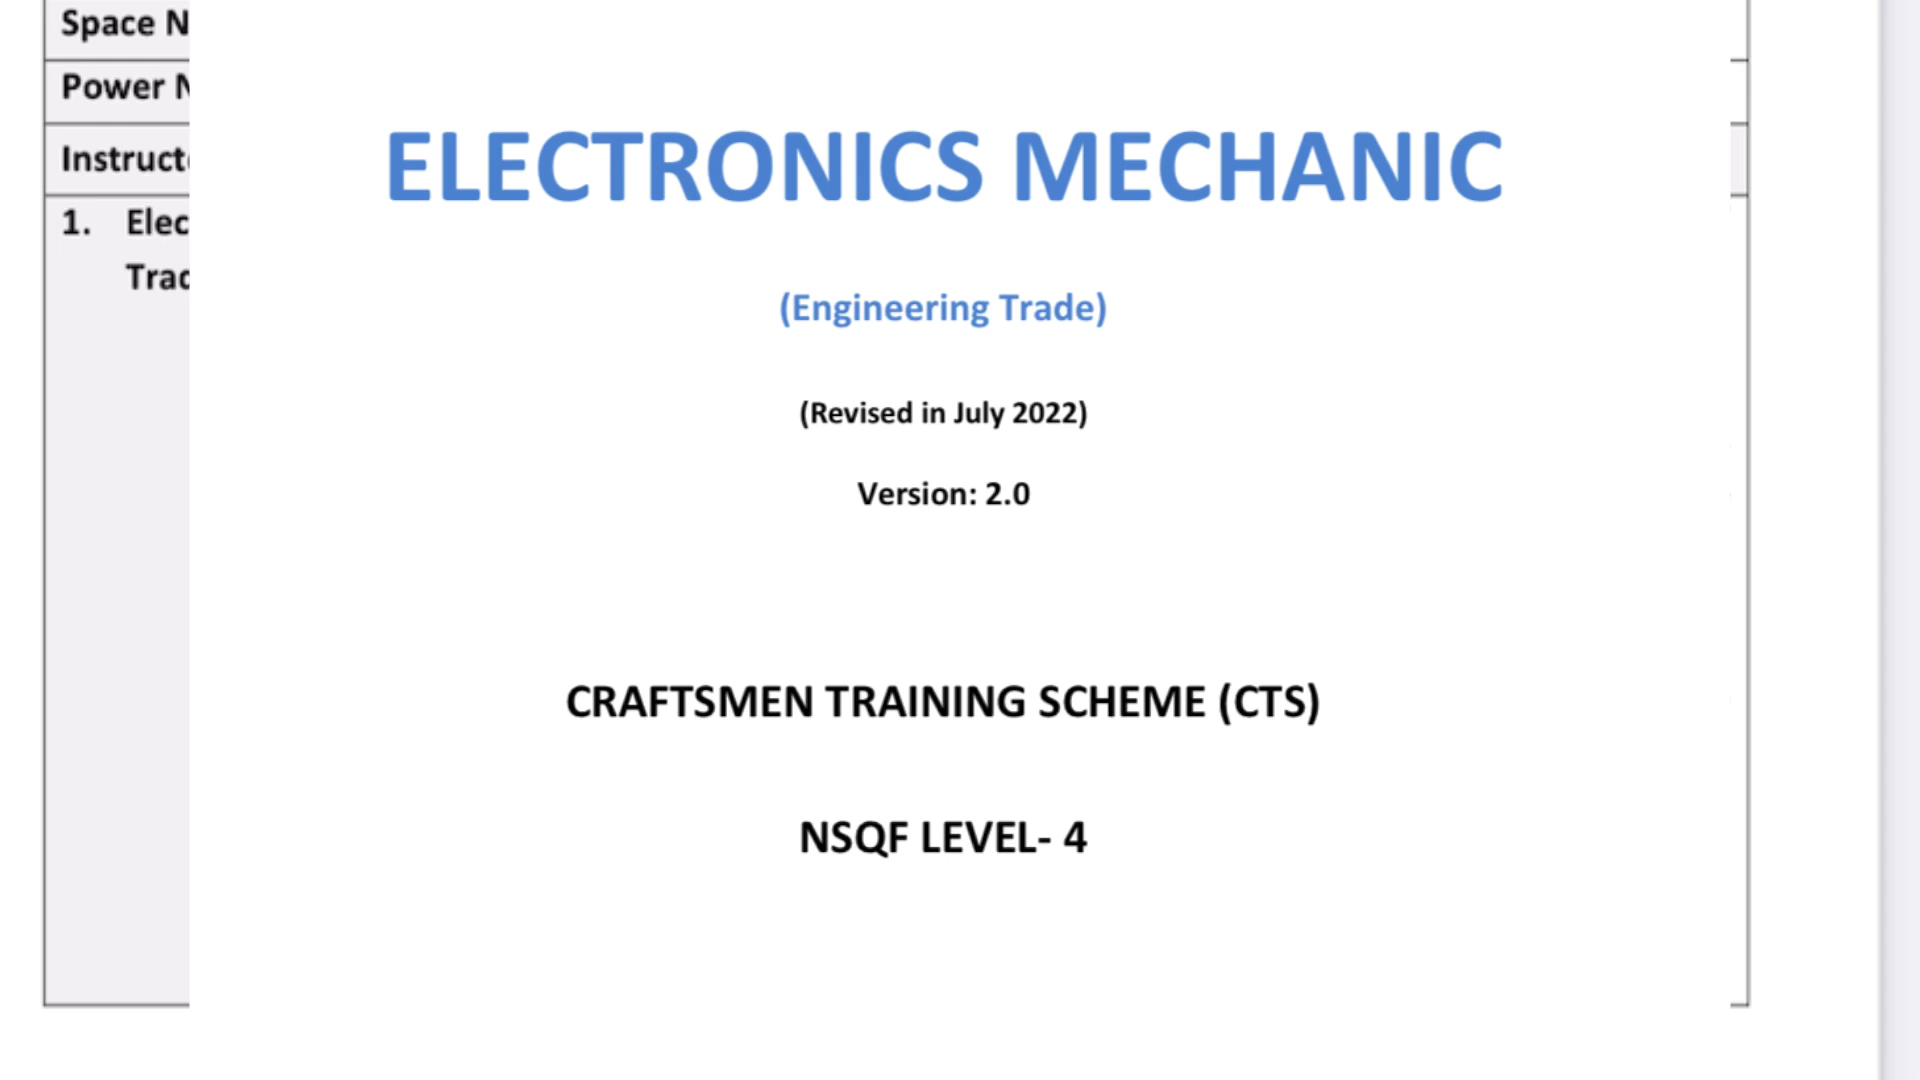 Space N
Power N
Instruct
1. Elec
Trad
ELECTRONICS MECHANIC
(Engineering Trade)
(Revised in July 2022)
Version: 2.0
CRAFTSMEN TRAINING SCHEME (CTS)
NSQF LEVEL- 4